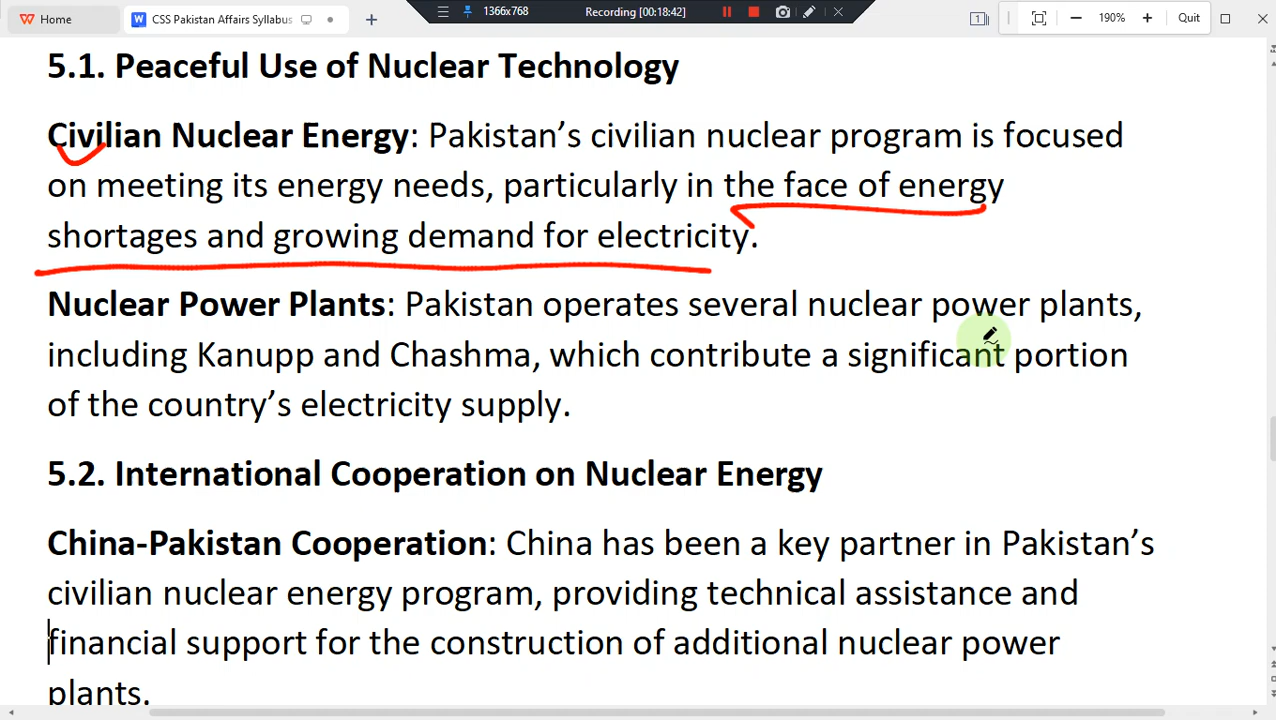 Home
CSS Pakistan Affairs Syllabus
1366x768
Recording [00:18:42]
1
190%
Quit
5.1. Peaceful Use of Nuclear Technology
Civilian Nuclear Energy: Pakistan’s civilian nuclear program is focused
on meeting its energy needs, particularly in the face of energy
shortages and growing demand for electricity.
Nuclear Power Plants: Pakistan operates several nuclear power plants,
including Kanupp and Chashma, which contribute a significant portion
of the country’s electricity supply.
5.2. International Cooperation on Nuclear Energy
China-Pakistan Cooperation: China has been a key partner in Pakistan’s
civilian nuclear energy program, providing technical assistance and
financial support for the construction of additional nuclear power
plants.